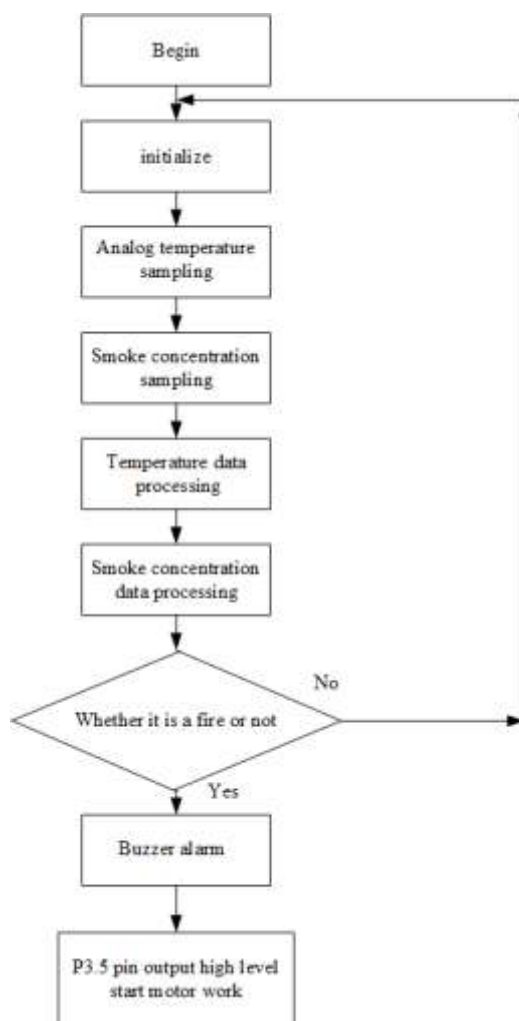 Begin
initialize
Analog temperature
sampling
Smoke concentration
sampling
Temperature data
processing
Smoke concentration
data processing
No
Whether it is a fire or not
Yes
Buzzer alarm
P3.5 pin output high level
start motor work